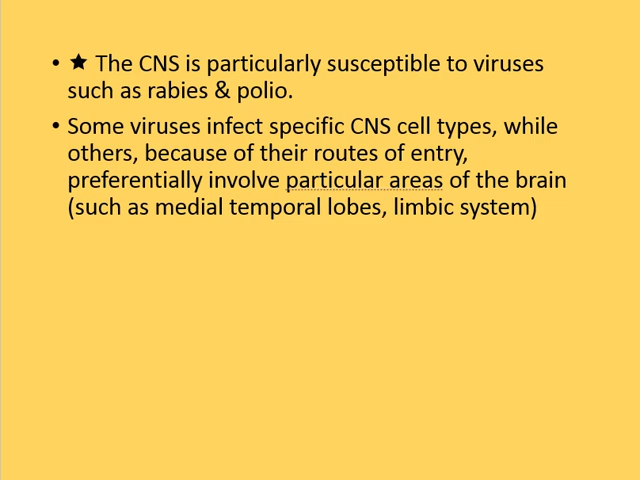 • ★ The CNS is particularly susceptible to viruses
such as rabies & polio.
• Some viruses infect specific CNS cell types, while
others, because of their routes of entry,
preferentially involve particular areas of the brain
(such as medial temporal lobes, limbic system)